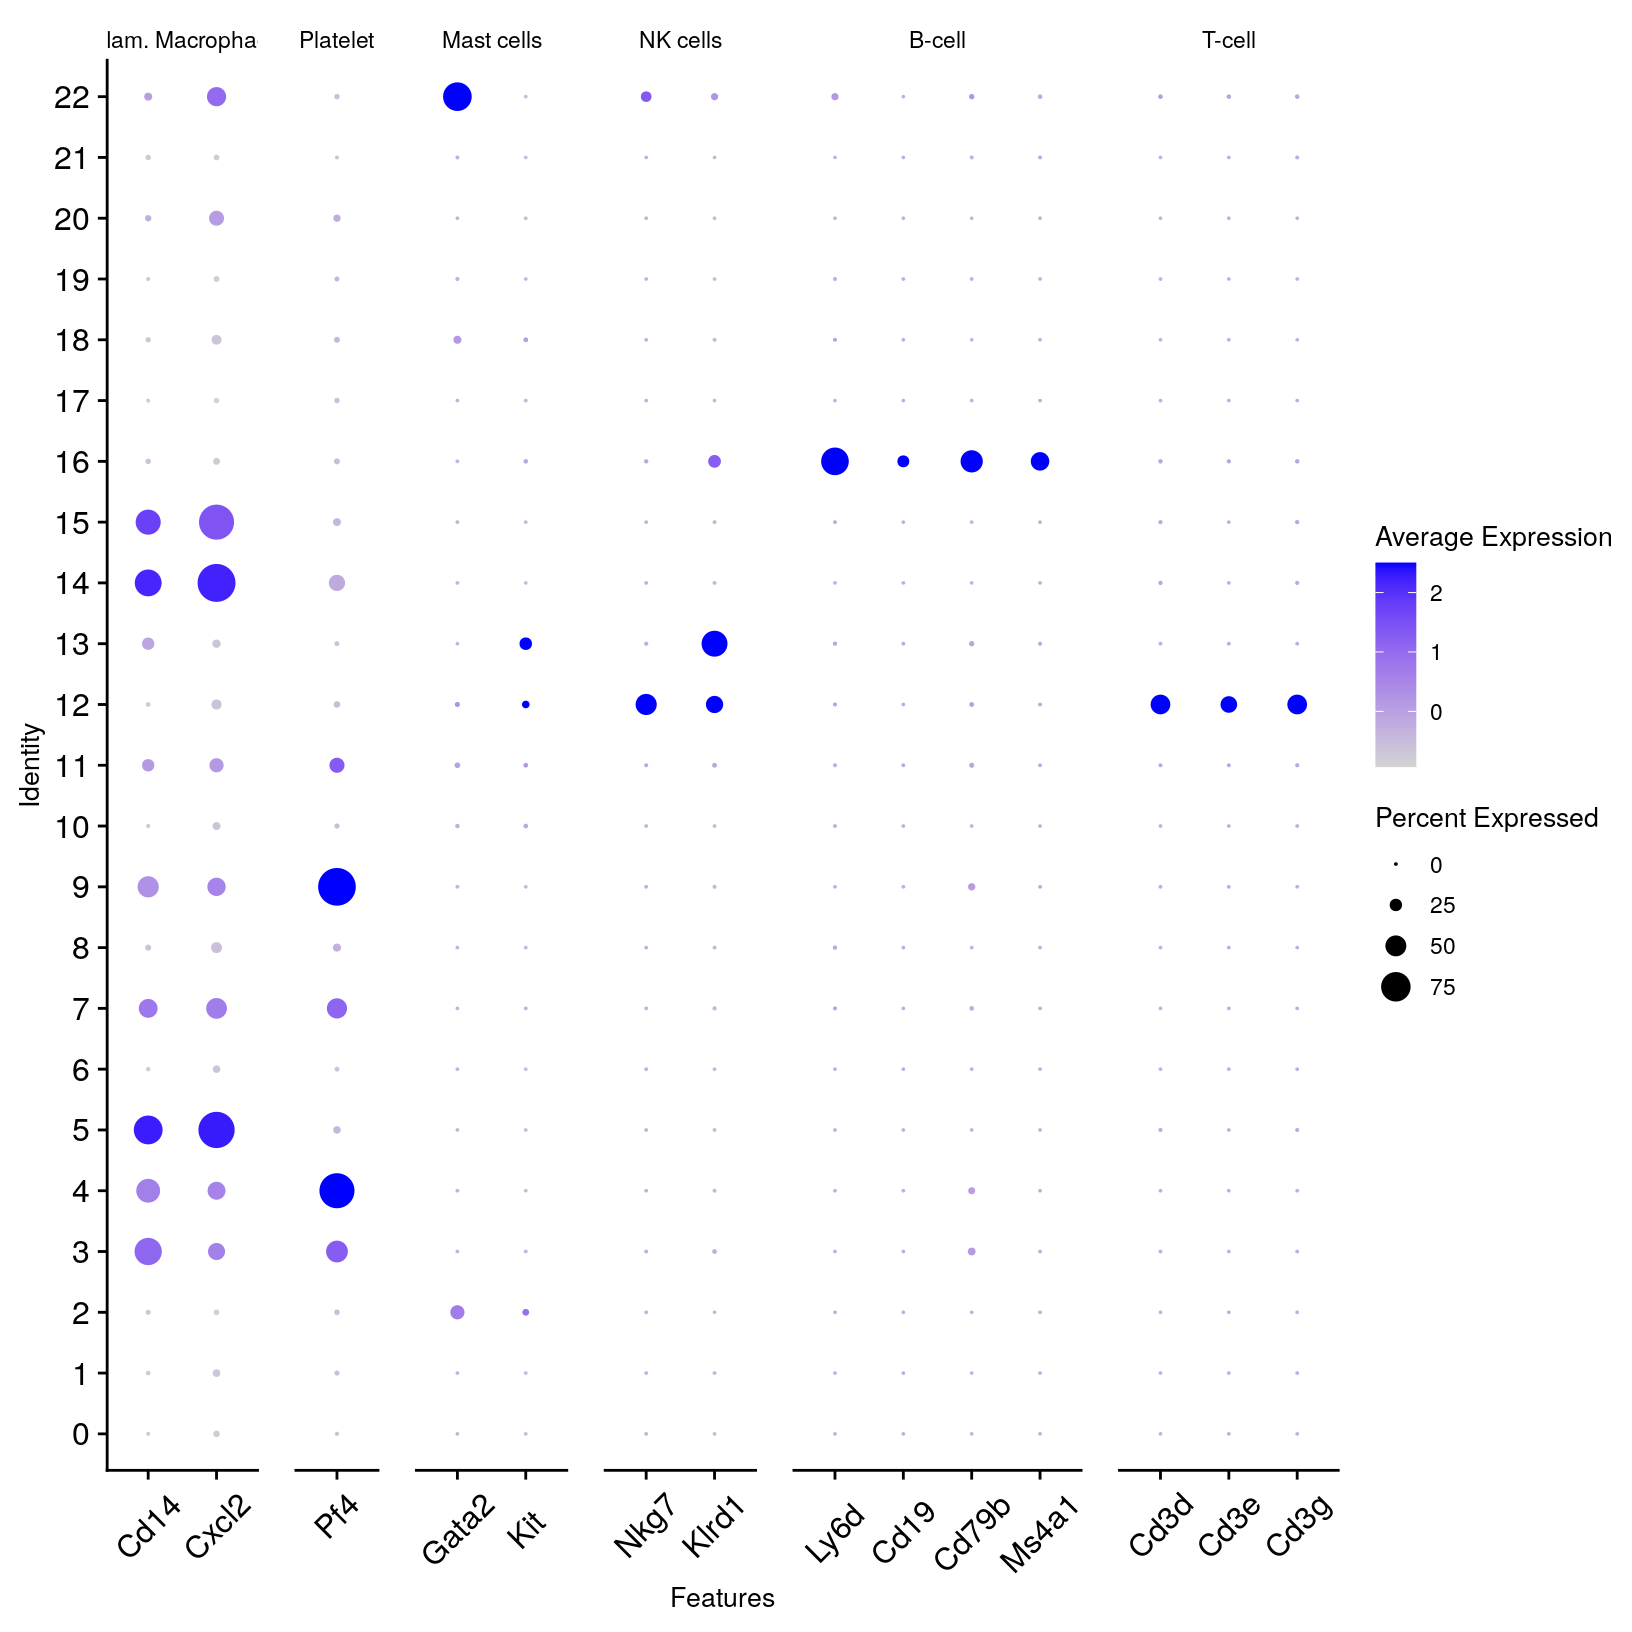 lam. Macropha
Platelet
Mast cells
NK cells
B-cell
T-cell
22
21
20
19
18
17
16
15
14
13
12
11
10
9
8
7
6
5
4
3
2
1
0
Identity
Cd14
Cxcl2
Pf4
Gata2
Kit
Nkg7
Klrd1
Ly6d
Cd19
Cd79b
Ms4a1
Cd3d
Cd3e
Cd3g
Features
Average Expression
2
1
0
Percent Expressed
0
25
50
75